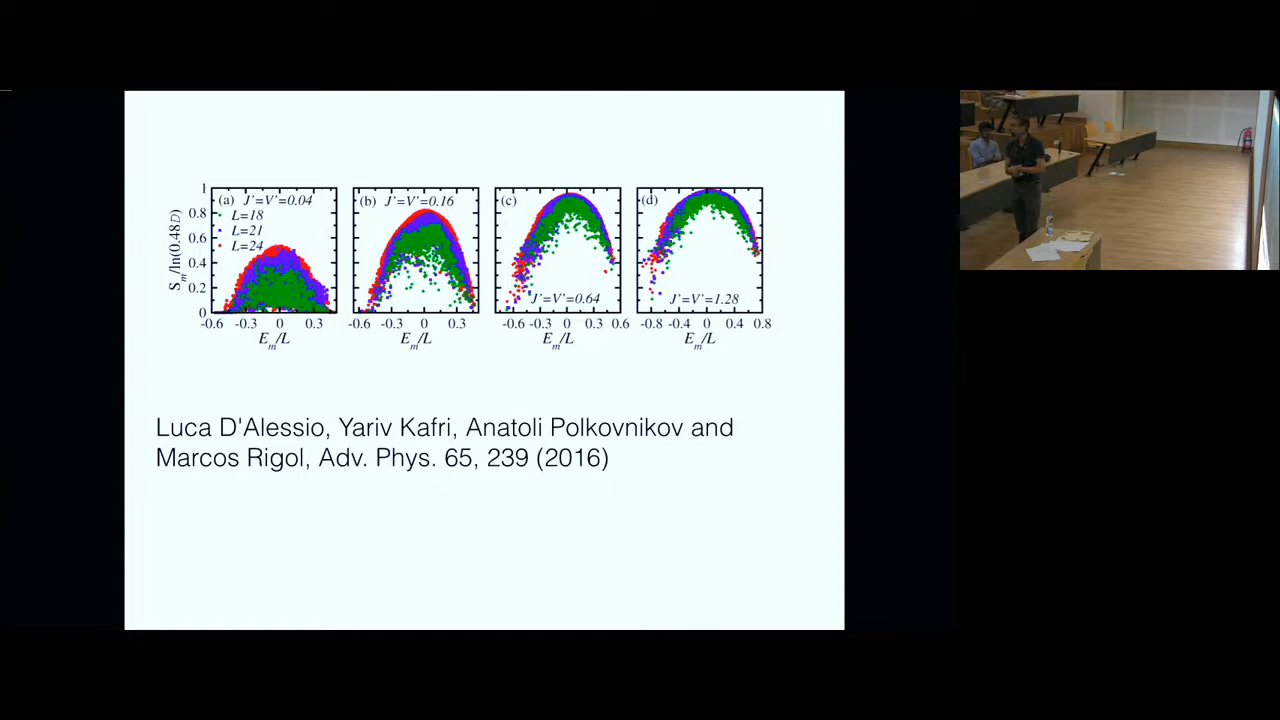 (a) J'=V'=0.04
L=18
L=21
L=24
(b) J'=V'=0.16
(c)
J'=V'=0.64
(d)
J'=V'=1.28
S_m/ln(0.48D)
1
0.8
0.6
0.4
0.2
0
-0.6 -0.3 0 0.3
-0.6 -0.3 0 0.3
-0.6 -0.3 0 0.3 0.6
-0.8 -0.4 0 0.4 0.8
E_m/L
E_m/L
E_m/L
E_m/L
Luca D'Alessio, Yariv Kafri, Anatoli Polkovnikov and
Marcos Rigol, Adv. Phys. 65, 239 (2016)